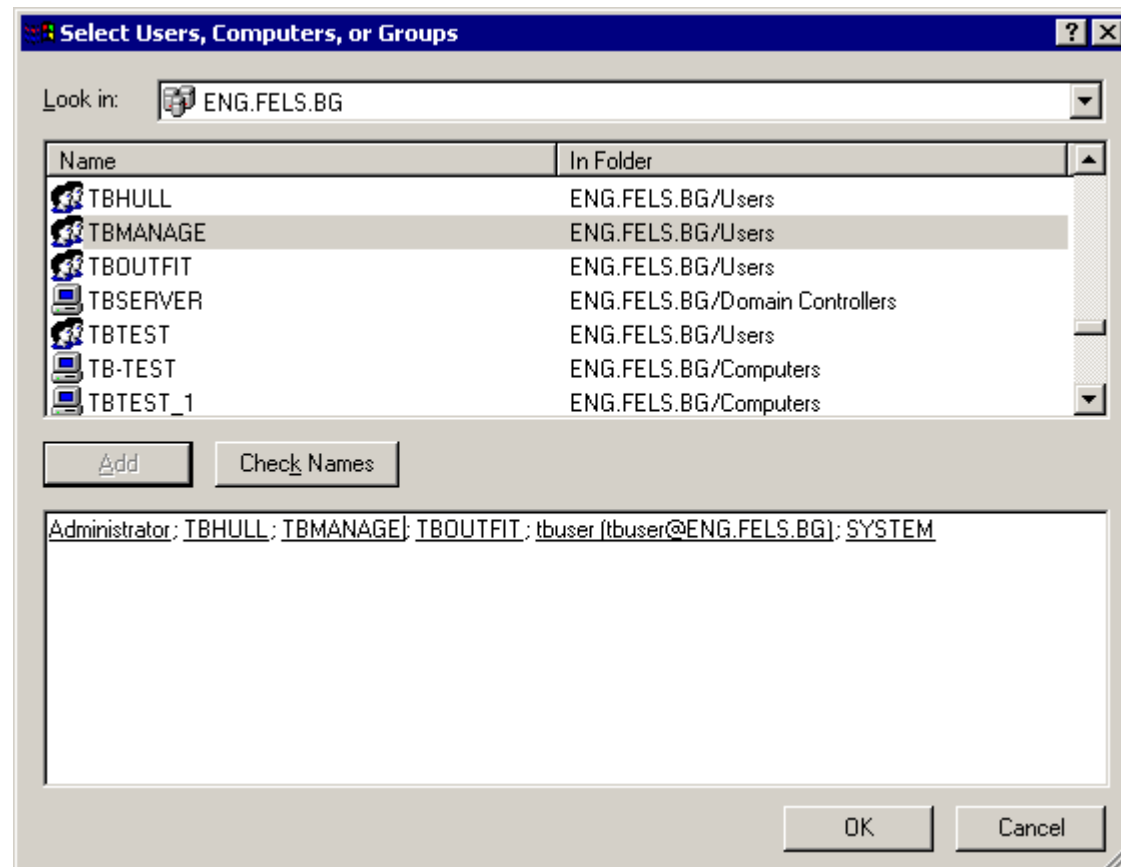 Select Users, Computers, or Groups
Look in: ENG.FELS.BG
Name In Folder
TBHULL ENG.FELS.BG/Users
TBMANAGE ENG.FELS.BG/Users
TBOUTFIT ENG.FELS.BG/Users
TBSERVER ENG.FELS.BG/Domain Controllers
TBTEST ENG.FELS.BG/Users
TB-TEST ENG.FELS.BG/Computers
TBTEST_1 ENG.FELS.BG/Computers
Add Check Names
Administrator; TBHULL; TBMANAGE; TBOUTFIT; tbuser (tbuser@ENG.FELS.BG); SYSTEM
OK Cancel